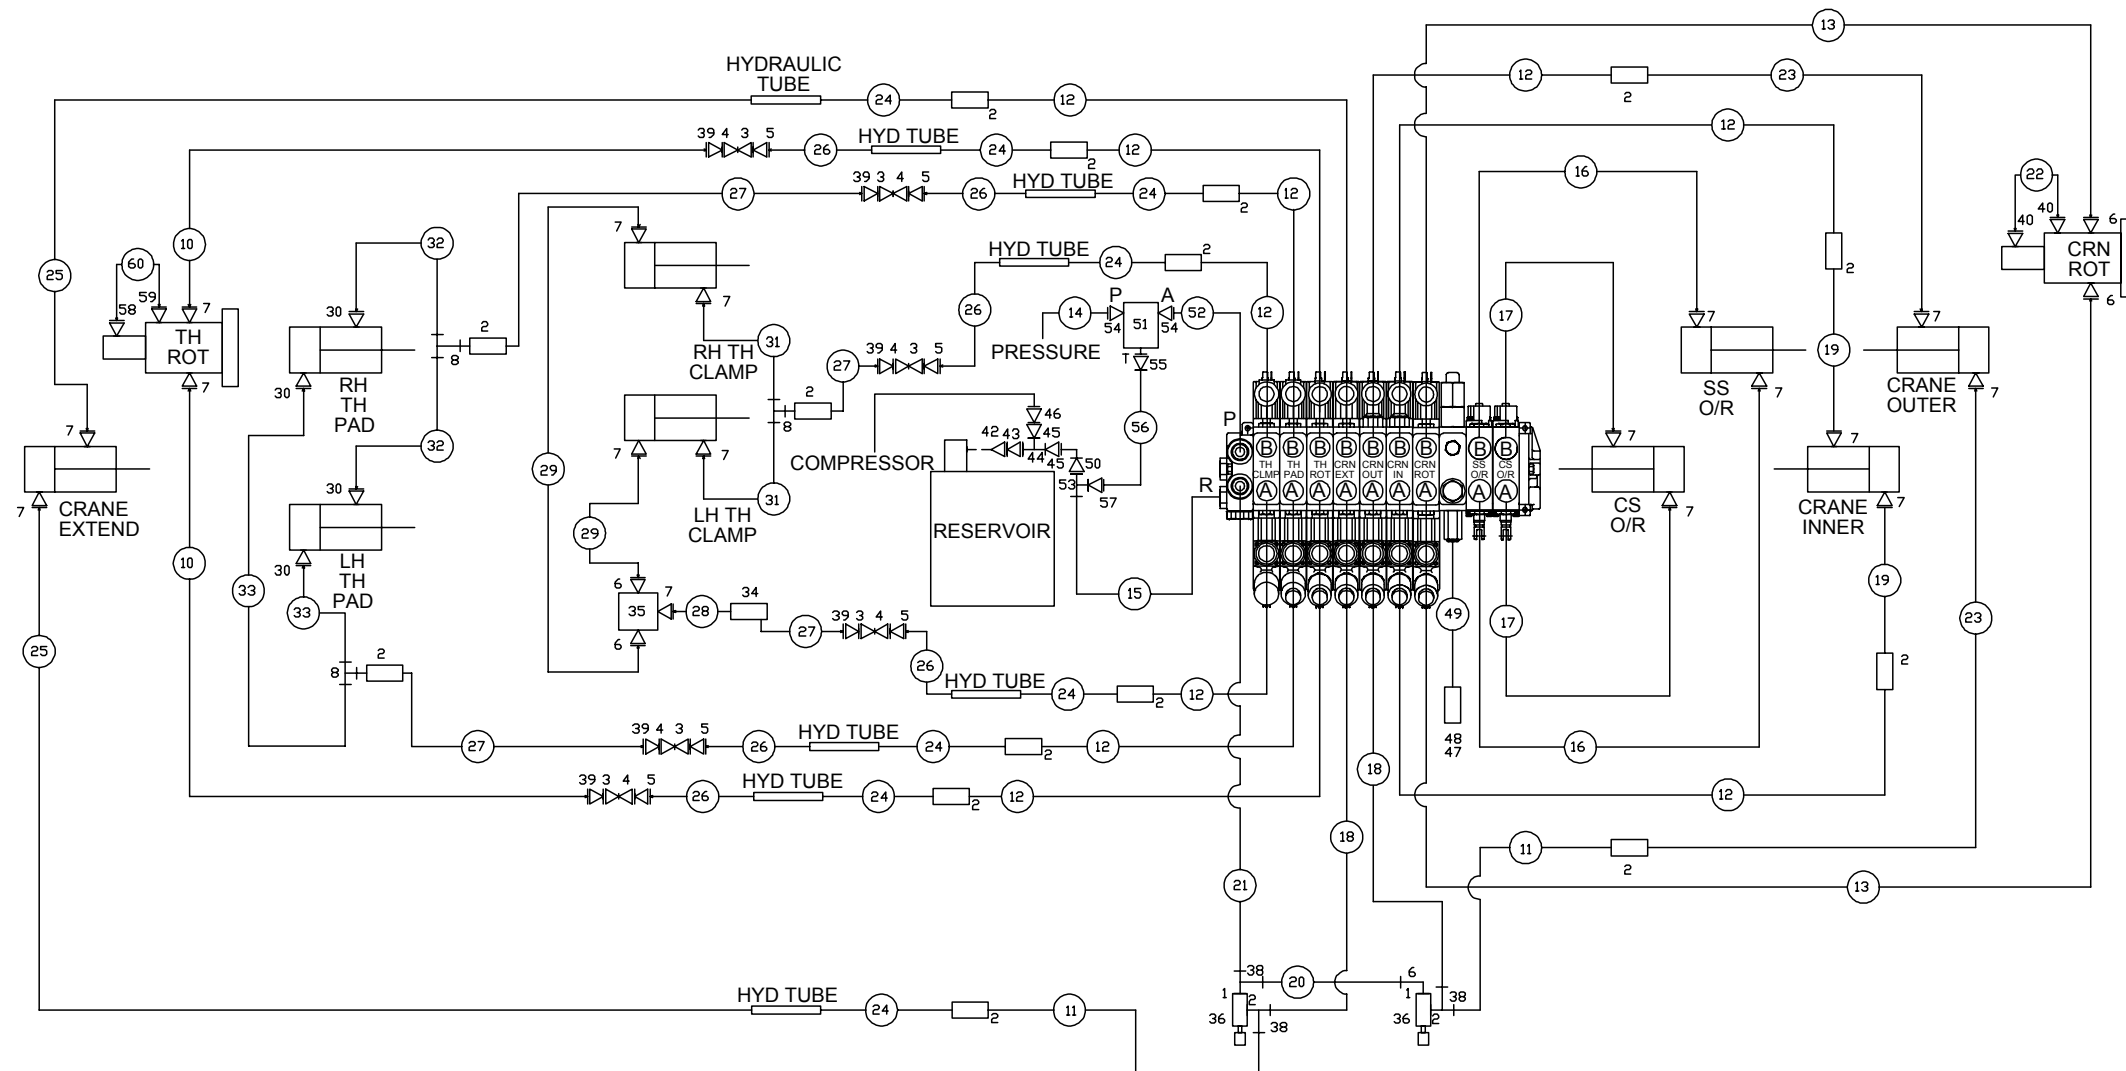 13
HYDRAULIC
TUBE
24
2
12
12
2
23
39 4 3 5
26
HYD TUBE
24
2
12
12
27
39 3 4 5
26
HYD TUBE
24
2
12
16
22
40
40
6
CRN
ROT
6
10
32
7
25
60
58
59
7
TH
ROT
7
30
2
8
RH
TH
PAD
30
32
7
RH TH
CLAMP
31
HYD TUBE
24
2
26
12
14
P
A
52
51
54
54
PRESSURE
T
55
27
39 4 3 5
2
8
17
7
SS
O/R
7
2
19
7
CRANE
OUTER
7
7
CRANE
EXTEND
7
29
7
7
LH TH
CLAMP
31
46
42
43
45
44
45
50
53
57
56
COMPRESSOR
RESERVOIR
P
R
B
B
B
B
B
B
B
B
B
TH
CLMP
TH
PAD
TH
ROT
CRN
EXT
CRN
OUT
CRN
IN
CRN
ROT
SS
O/R
CS
O/R
A
A
A
A
A
A
A
A
A
7
CS
O/R
7
7
CRANE
INNER
7
30
LH
TH
PAD
30
10
33
33
29
6
35
7
28
34
6
27
39 3 4 5
26
15
49
17
19
23
25
8
2
HYD TUBE
24
2
12
48
47
2
27
39 4 3 5
26
HYD TUBE
24
2
12
16
18
39 3 4 5
26
HYD TUBE
24
2
12
12
18
11
2
21
13
38
20
6
1
2
36
38
1
2
36
38
HYD TUBE
24
2
11